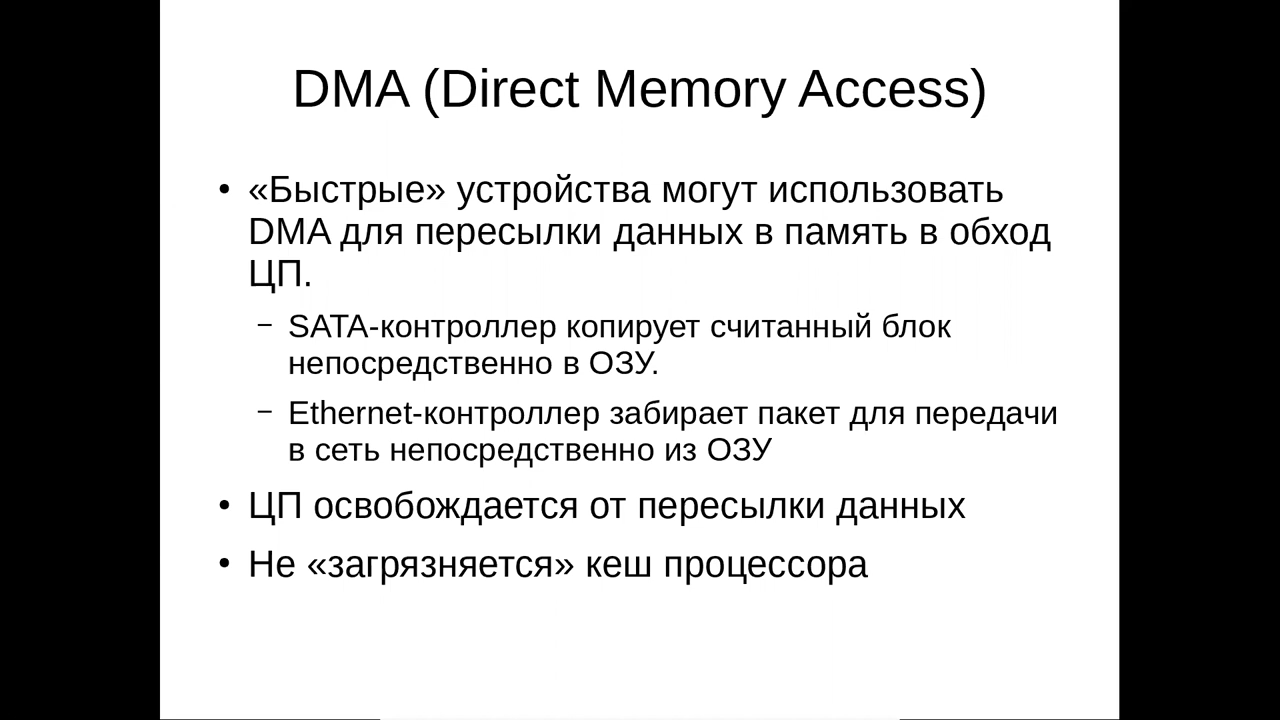 DMA (Direct Memory Access)
• «Быстрые» устройства могут использовать
DMA для пересылки данных в память в обход
ЦП.
– SATA-контроллер копирует считанный блок
непосредственно в ОЗУ.
– Ethernet-контроллер забирает пакет для передачи
в сеть непосредственно из ОЗУ
• ЦП освобождается от пересылки данных
• Не «загрязняется» кеш процессора